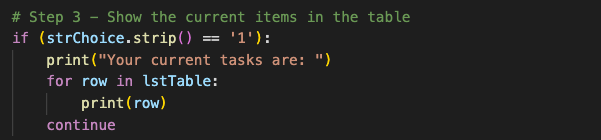 # Step 3 - Show the current items in the table
if (strChoice.strip() == '1'):
    print("Your current tasks are: ")
    for row in lstTable:
        print(row)
    continue